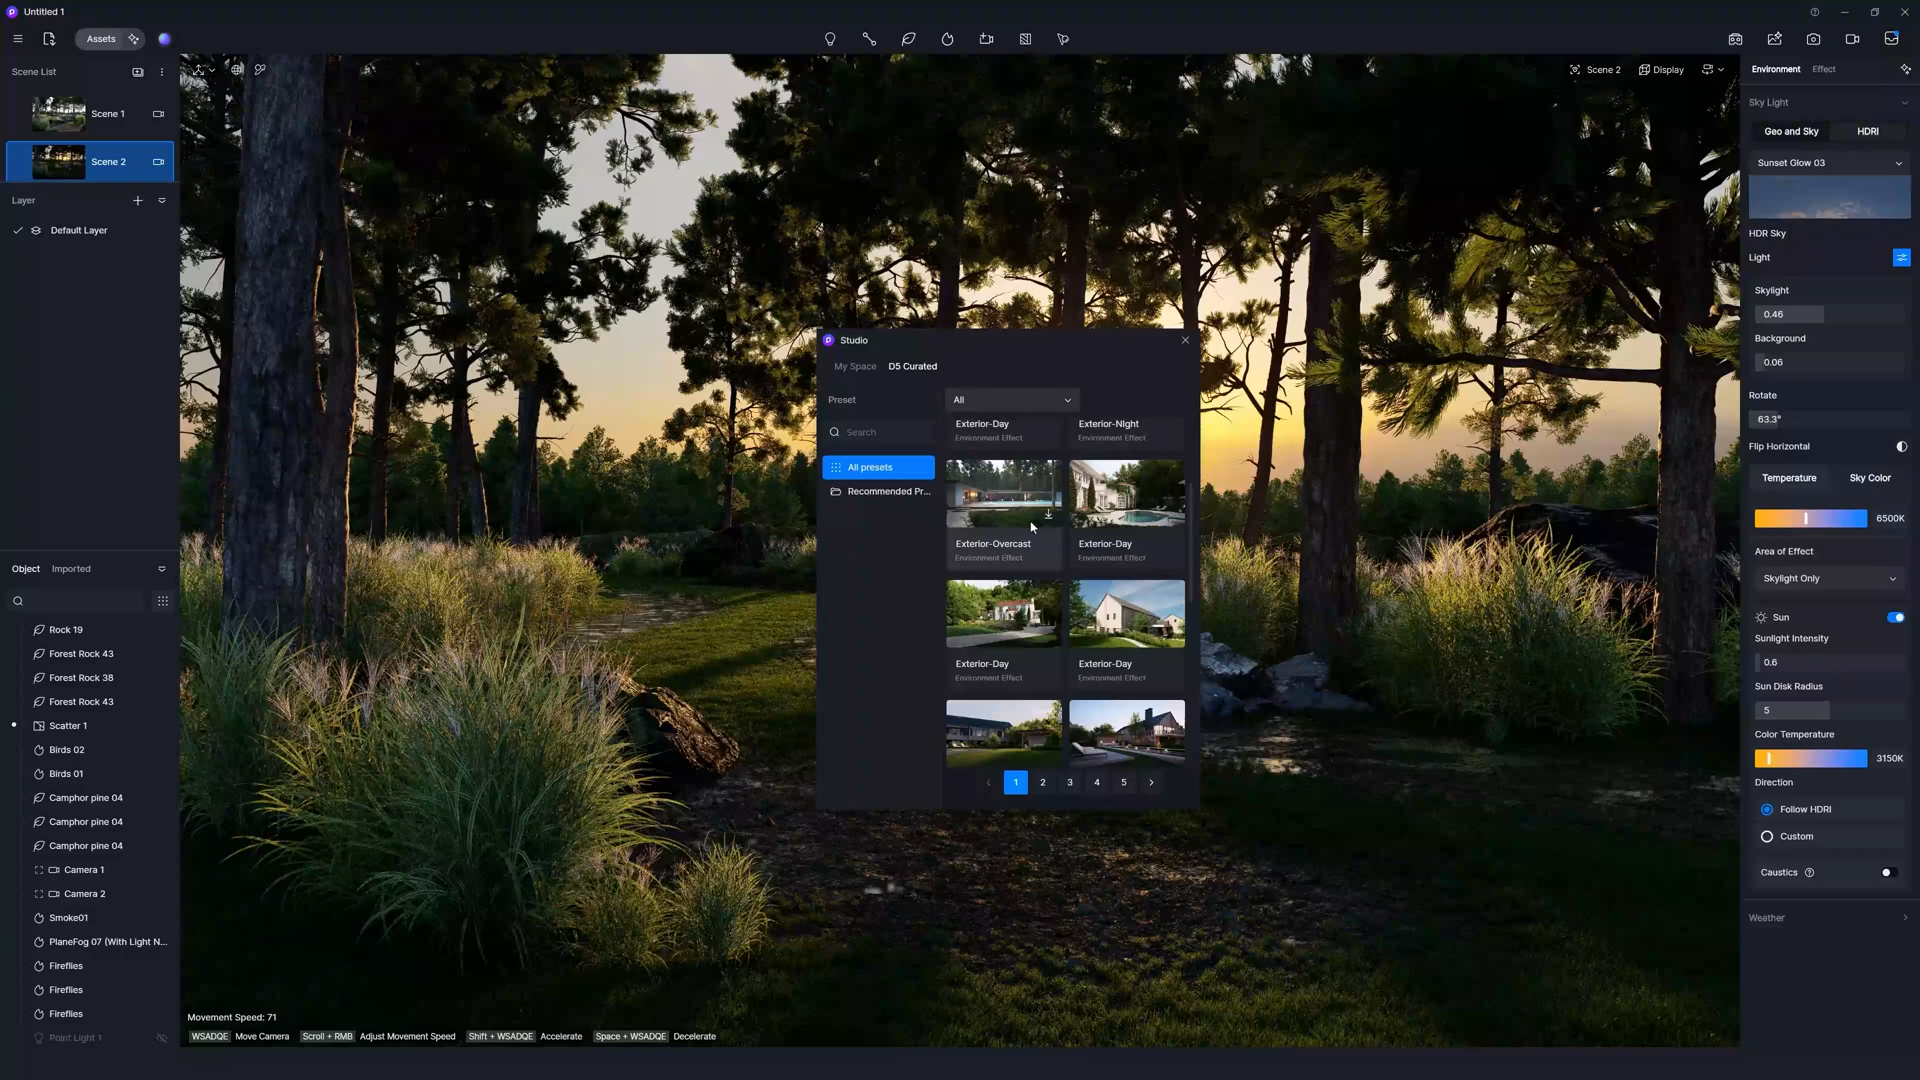 Untitled 1
Assets
Scene List
Scene 1
Scene 2
Layer
Default Layer
Object
Imported
Rock 19
Forest Rock 43
Forest Rock 38
Forest Rock 43
Scatter 1
Birds 02
Birds 01
Camphor pine 04
Camphor pine 04
Camphor pine 04
Camera 1
Camera 2
Smoke01
PlaneFog 07 (With Light N...
Fireflies
Fireflies
Fireflies
Point Light 1
Scene 2
Display
Studio
My Space
D5 Curated
Preset
All
Search
All presets
Recommended Pr...
Exterior-Day
Environment Effect
Exterior-Night
Environment Effect
Exterior-Overcast
Environment Effect
Exterior-Day
Environment Effect
Exterior-Day
Environment Effect
Exterior-Day
Environment Effect
1 2 3 4 5
Movement Speed: 71
WSADQE Move Camera Scroll + RMB Adjust Movement Speed Shift + WSADQE Accelerate Space + WSADQE Decelerate
Environment
Effect
Sky Light
Geo and Sky
HDRI
Sunset Glow 03
HDR Sky
Light
Skylight
0.46
Background
0.06
Rotate
63.3°
Flip Horizontal
Temperature
Sky Color
6500K
Area of Effect
Skylight Only
Sun
Sunlight Intensity
0.6
Sun Disk Radius
5
Color Temperature
3150K
Direction
Follow HDRI
Custom
Caustics
Weather